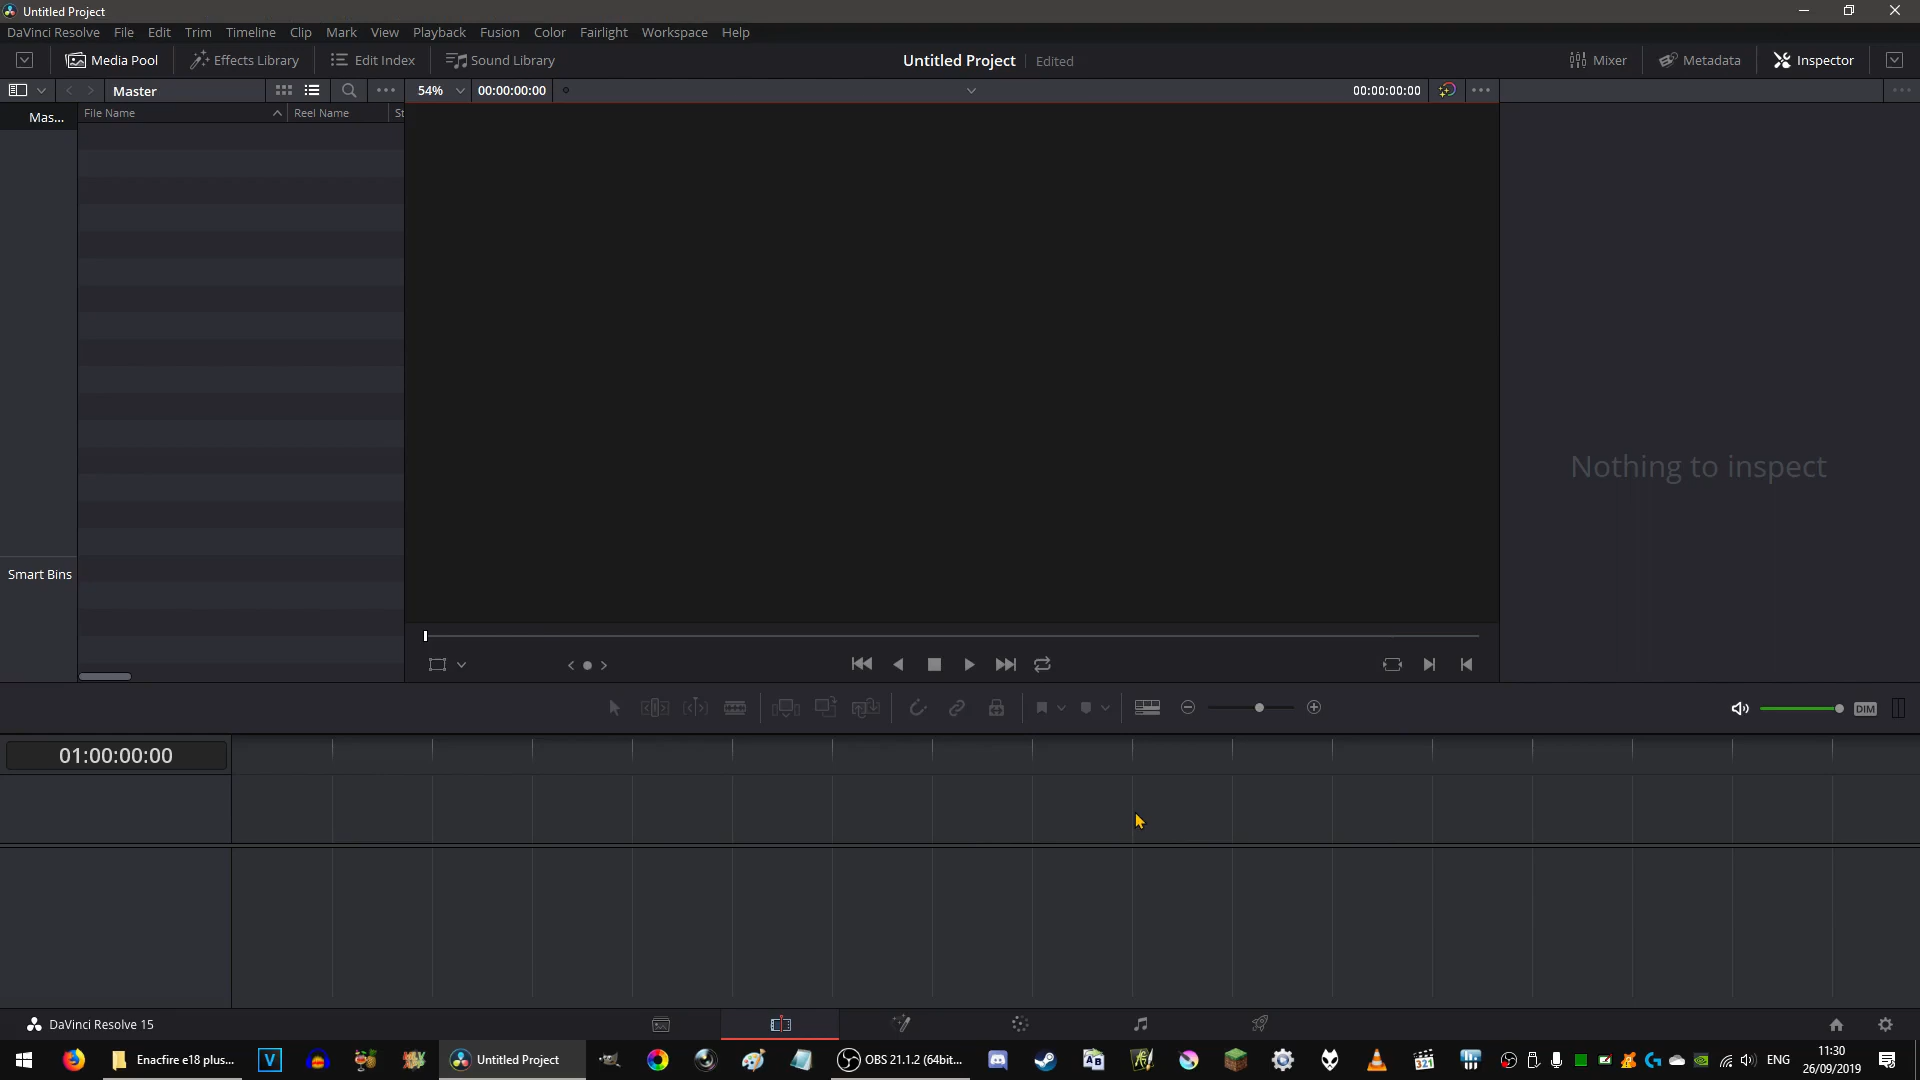 Untitled Project
DaVinci Resolve File Edit Trim Timeline Clip Mark View Playback Fusion Color Fairlight Workspace Help
Media Pool Effects Library Edit Index Sound Library Untitled Project Edited Mixer Metadata Inspector
Master 54% 00:00:00:00 00:00:00:00
Mas... File Name Reel Name St
Nothing to inspect
Smart Bins
DIM
01:00:00:00
DaVinci Resolve 15
Enacfire e18 plus... V Untitled Project OBS 21.1.2 (64bit... AB 321 ENG 11:30
26/09/2019